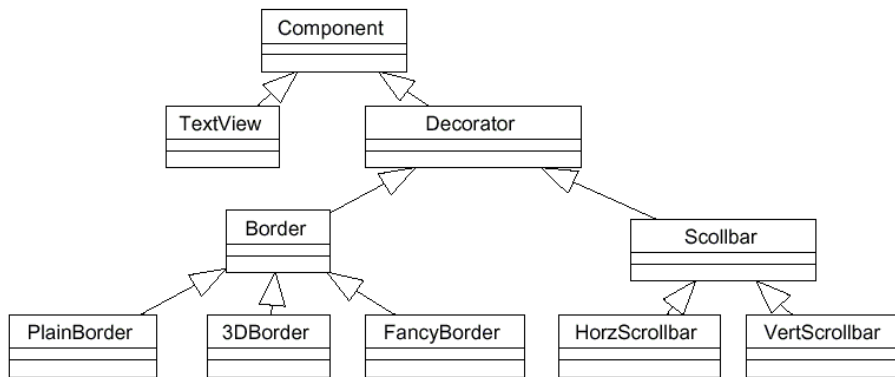 Component
TextView
Decorator
Border
Scollbar
PlainBorder
3DBorder
FancyBorder
HorzScrollbar
VertScrollbar